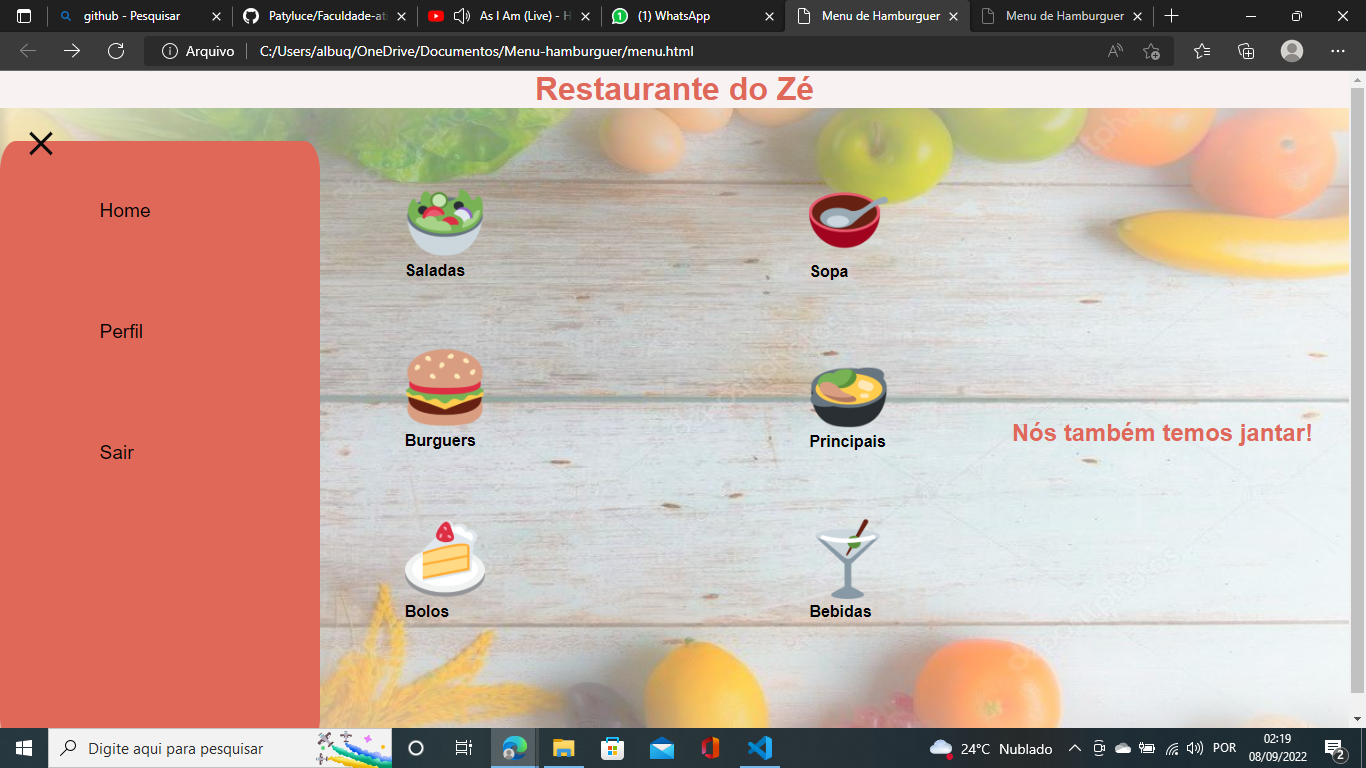 github - Pesquisar
Patyluce/Faculdade-at
As I Am (Live) - H
(1) WhatsApp
Menu de Hamburguer
Menu de Hamburguer
Arquivo
C:/Users/albuq/OneDrive/Documentos/Menu-hamburguer/menu.html
Restaurante do Zé
Home
Perfil
Sair
Saladas
Sopa
Burguers
Principais
Nós também temos jantar!
Bolos
Bebidas
Digite aqui para pesquisar
24°C Nublado
POR
02:19
08/09/2022
2